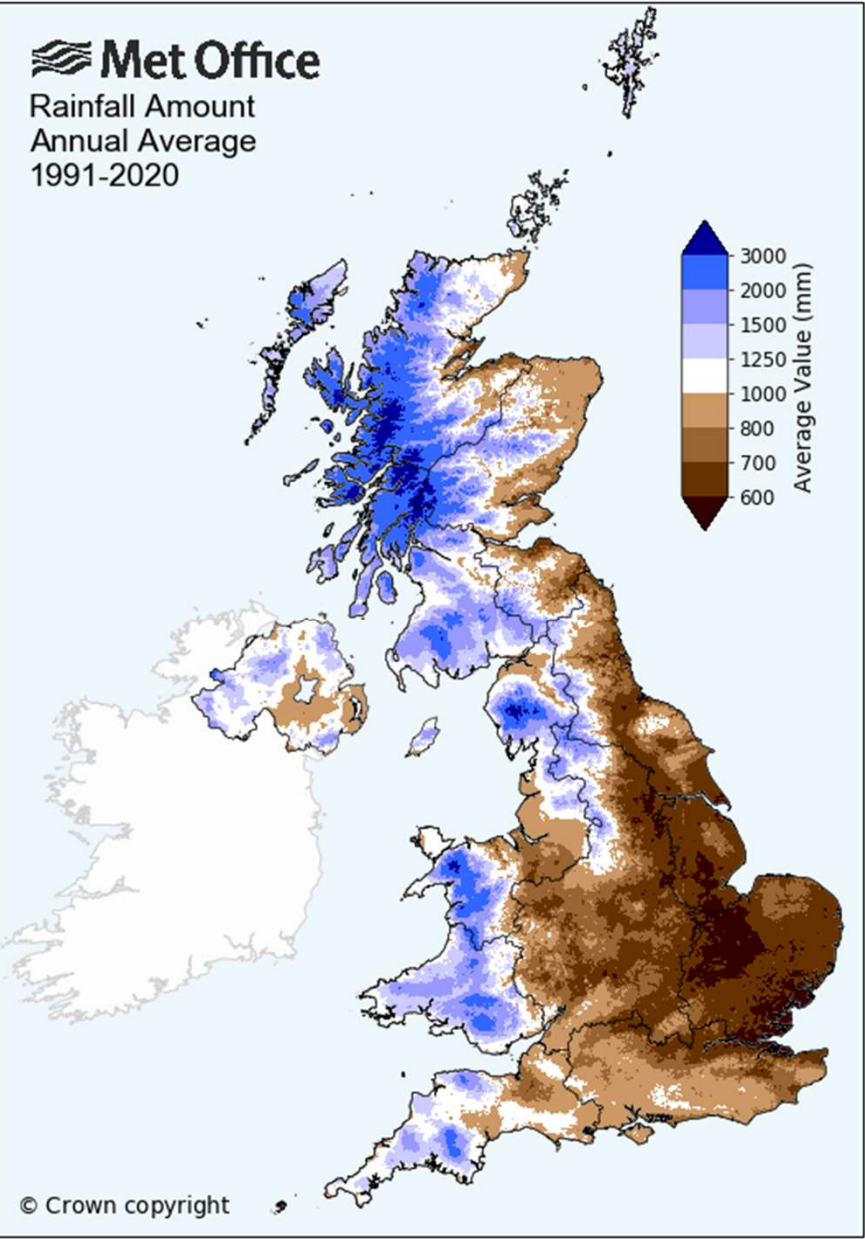 Met Office
Rainfall Amount
Annual Average
1991-2020
3000
2000
1500
1250
1000
800
700
600
Average Value (mm)
© Crown copyright